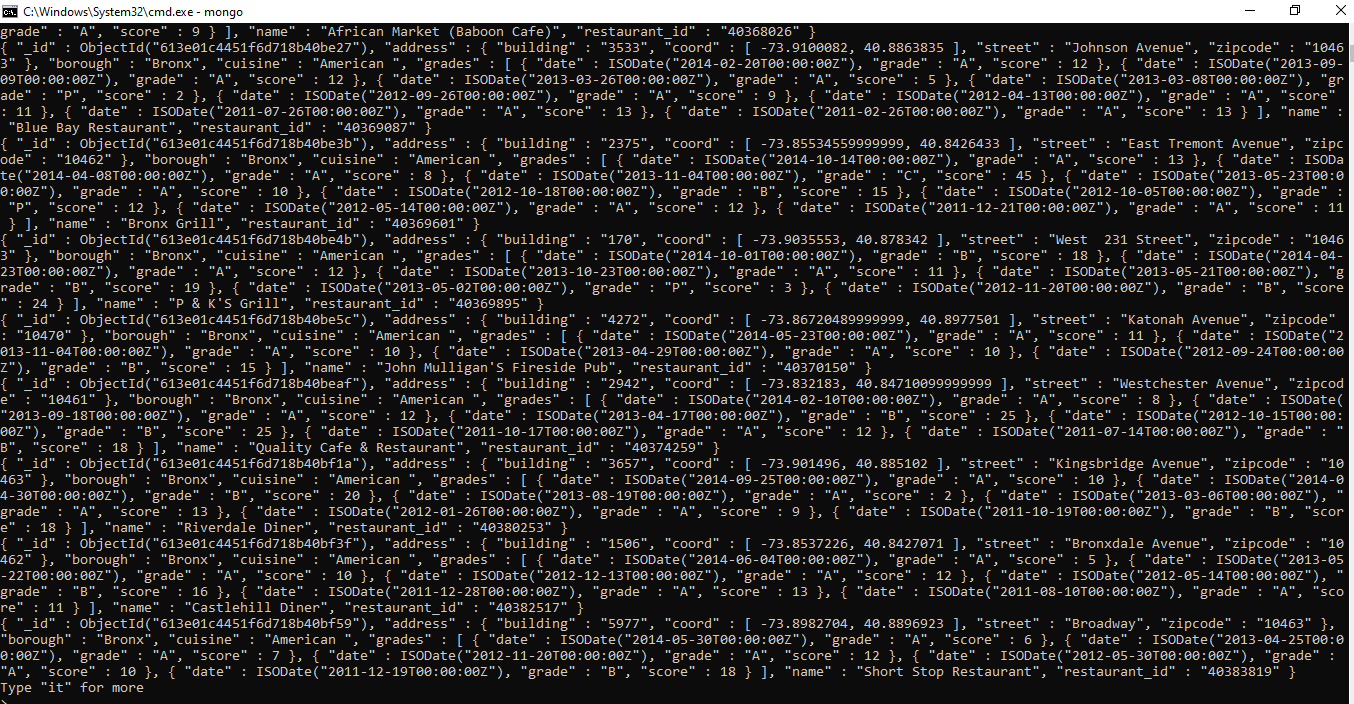 C:\Windows\System32\cmd.exe - mongo
grade" : "A", "score" : 9 } ], "name" : "African Market (Baboon Cafe)", "restaurant_id" : "40368026" }
{ "_id" : ObjectId("613e01c4451f6d718b40be27"), "address" : { "building" : "3533", "coord" : [ -73.9100082, 40.8863835 ], "street" : "Johnson Avenue", "zipcode" : "1046
3" }, "borough" : "Bronx", "cuisine" : "American ", "grades" : [ { "date" : ISODate("2014-02-20T00:00:00Z"), "grade" : "A", "score" : 12 }, { "date" : ISODate("2013-09-
09T00:00:00Z"), "grade" : "A", "score" : 12 }, { "date" : ISODate("2013-03-26T00:00:00Z"), "grade" : "A", "score" : 5 }, { "date" : ISODate("2013-03-08T00:00:00Z"), "gr
ade" : "P", "score" : 2 }, { "date" : ISODate("2012-09-26T00:00:00Z"), "grade" : "A", "score" : 9 }, { "date" : ISODate("2012-04-13T00:00:00Z"), "grade" : "A", "score"
: 11 }, { "date" : ISODate("2011-07-26T00:00:00Z"), "grade" : "A", "score" : 13 }, { "date" : ISODate("2011-02-26T00:00:00Z"), "grade" : "A", "score" : 13 } ], "name" :
"Blue Bay Restaurant", "restaurant_id" : "40369087" }
{ "_id" : ObjectId("613e01c4451f6d718b40be3b"), "address" : { "building" : "2375", "coord" : [ -73.85534559999999, 40.8426433 ], "street" : "East Tremont Avenue", "zipc
ode" : "10462" }, "borough" : "Bronx", "cuisine" : "American ", "grades" : [ { "date" : ISODate("2014-10-14T00:00:00Z"), "grade" : "A", "score" : 13 }, { "date" : ISODa
te("2014-04-08T00:00:00Z"), "grade" : "A", "score" : 8 }, { "date" : ISODate("2013-11-04T00:00:00Z"), "grade" : "C", "score" : 45 }, { "date" : ISODate("2013-05-23T00:0
0:00Z"), "grade" : "A", "score" : 10 }, { "date" : ISODate("2012-10-18T00:00:00Z"), "grade" : "B", "score" : 15 }, { "date" : ISODate("2012-10-05T00:00:00Z"), "grade" :
"P", "score" : 12 }, { "date" : ISODate("2012-05-14T00:00:00Z"), "grade" : "A", "score" : 12 }, { "date" : ISODate("2011-12-21T00:00:00Z"), "grade" : "A", "score" : 11
} ], "name" : "Bronx Grill", "restaurant_id" : "40369601" }
{ "_id" : ObjectId("613e01c4451f6d718b40be4b"), "address" : { "building" : "170", "coord" : [ -73.9035553, 40.878342 ], "street" : "West  231 Street", "zipcode" : "1046
3" }, "borough" : "Bronx", "cuisine" : "American ", "grades" : [ { "date" : ISODate("2014-10-01T00:00:00Z"), "grade" : "B", "score" : 18 }, { "date" : ISODate("2014-04-
23T00:00:00Z"), "grade" : "A", "score" : 12 }, { "date" : ISODate("2013-10-23T00:00:00Z"), "grade" : "A", "score" : 11 }, { "date" : ISODate("2013-05-21T00:00:00Z"), "g
rade" : "B", "score" : 19 }, { "date" : ISODate("2013-05-02T00:00:00Z"), "grade" : "P", "score" : 3 }, { "date" : ISODate("2012-11-20T00:00:00Z"), "grade" : "B", "score
" : 24 } ], "name" : "P & K'S Grill", "restaurant_id" : "40369895" }
{ "_id" : ObjectId("613e01c4451f6d718b40be5c"), "address" : { "building" : "4272", "coord" : [ -73.86720489999999, 40.8977501 ], "street" : "Katonah Avenue", "zipcode"
: "10470" }, "borough" : "Bronx", "cuisine" : "American ", "grades" : [ { "date" : ISODate("2014-05-23T00:00:00Z"), "grade" : "A", "score" : 11 }, { "date" : ISODate("2
013-11-04T00:00:00Z"), "grade" : "A", "score" : 10 }, { "date" : ISODate("2013-04-29T00:00:00Z"), "grade" : "A", "score" : 10 }, { "date" : ISODate("2012-09-24T00:00:00
Z"), "grade" : "B", "score" : 15 } ], "name" : "John Mulligan'S Fireside Pub", "restaurant_id" : "40370150" }
{ "_id" : ObjectId("613e01c4451f6d718b40beaf"), "address" : { "building" : "2942", "coord" : [ -73.832183, 40.84710099999999 ], "street" : "Westchester Avenue", "zipcod
e" : "10461" }, "borough" : "Bronx", "cuisine" : "American ", "grades" : [ { "date" : ISODate("2014-02-10T00:00:00Z"), "grade" : "A", "score" : 8 }, { "date" : ISODate(
"2013-09-18T00:00:00Z"), "grade" : "A", "score" : 12 }, { "date" : ISODate("2013-04-17T00:00:00Z"), "grade" : "B", "score" : 25 }, { "date" : ISODate("2012-10-15T00:00:
00Z"), "grade" : "B", "score" : 25 }, { "date" : ISODate("2011-10-17T00:00:00Z"), "grade" : "A", "score" : 12 }, { "date" : ISODate("2011-07-14T00:00:00Z"), "grade" : "
B", "score" : 18 } ], "name" : "Quality Cafe & Restaurant", "restaurant_id" : "40374259" }
{ "_id" : ObjectId("613e01c4451f6d718b40bf1a"), "address" : { "building" : "3657", "coord" : [ -73.901496, 40.885102 ], "street" : "Kingsbridge Avenue", "zipcode" : "10
463" }, "borough" : "Bronx", "cuisine" : "American ", "grades" : [ { "date" : ISODate("2014-09-25T00:00:00Z"), "grade" : "A", "score" : 10 }, { "date" : ISODate("2014-0
4-30T00:00:00Z"), "grade" : "B", "score" : 20 }, { "date" : ISODate("2013-08-19T00:00:00Z"), "grade" : "A", "score" : 2 }, { "date" : ISODate("2013-03-06T00:00:00Z"), "
grade" : "A", "score" : 13 }, { "date" : ISODate("2012-01-26T00:00:00Z"), "grade" : "A", "score" : 9 }, { "date" : ISODate("2011-10-19T00:00:00Z"), "grade" : "B", "scor
e" : 18 } ], "name" : "Riverdale Diner", "restaurant_id" : "40380253" }
{ "_id" : ObjectId("613e01c4451f6d718b40bf3f"), "address" : { "building" : "1506", "coord" : [ -73.8537226, 40.8427071 ], "street" : "Bronxdale Avenue", "zipcode" : "10
462" }, "borough" : "Bronx", "cuisine" : "American ", "grades" : [ { "date" : ISODate("2014-06-04T00:00:00Z"), "grade" : "A", "score" : 5 }, { "date" : ISODate("2013-05
-22T00:00:00Z"), "grade" : "A", "score" : 10 }, { "date" : ISODate("2012-12-13T00:00:00Z"), "grade" : "A", "score" : 12 }, { "date" : ISODate("2012-05-14T00:00:00Z"), "
grade" : "B", "score" : 16 }, { "date" : ISODate("2011-12-28T00:00:00Z"), "grade" : "A", "score" : 13 }, { "date" : ISODate("2011-08-10T00:00:00Z"), "grade" : "A", "sco
re" : 11 } ], "name" : "Castlehill Diner", "restaurant_id" : "40382517" }
{ "_id" : ObjectId("613e01c4451f6d718b40bf59"), "address" : { "building" : "5977", "coord" : [ -73.8982704, 40.8896923 ], "street" : "Broadway", "zipcode" : "10463" },
"borough" : "Bronx", "cuisine" : "American ", "grades" : [ { "date" : ISODate("2014-05-30T00:00:00Z"), "grade" : "A", "score" : 6 }, { "date" : ISODate("2013-04-25T00:0
0:00Z"), "grade" : "A", "score" : 7 }, { "date" : ISODate("2012-11-20T00:00:00Z"), "grade" : "A", "score" : 12 }, { "date" : ISODate("2012-05-30T00:00:00Z"), "grade" :
"A", "score" : 10 }, { "date" : ISODate("2011-12-19T00:00:00Z"), "grade" : "B", "score" : 18 } ], "name" : "Short Stop Restaurant", "restaurant_id" : "40383819" }
Type "it" for more